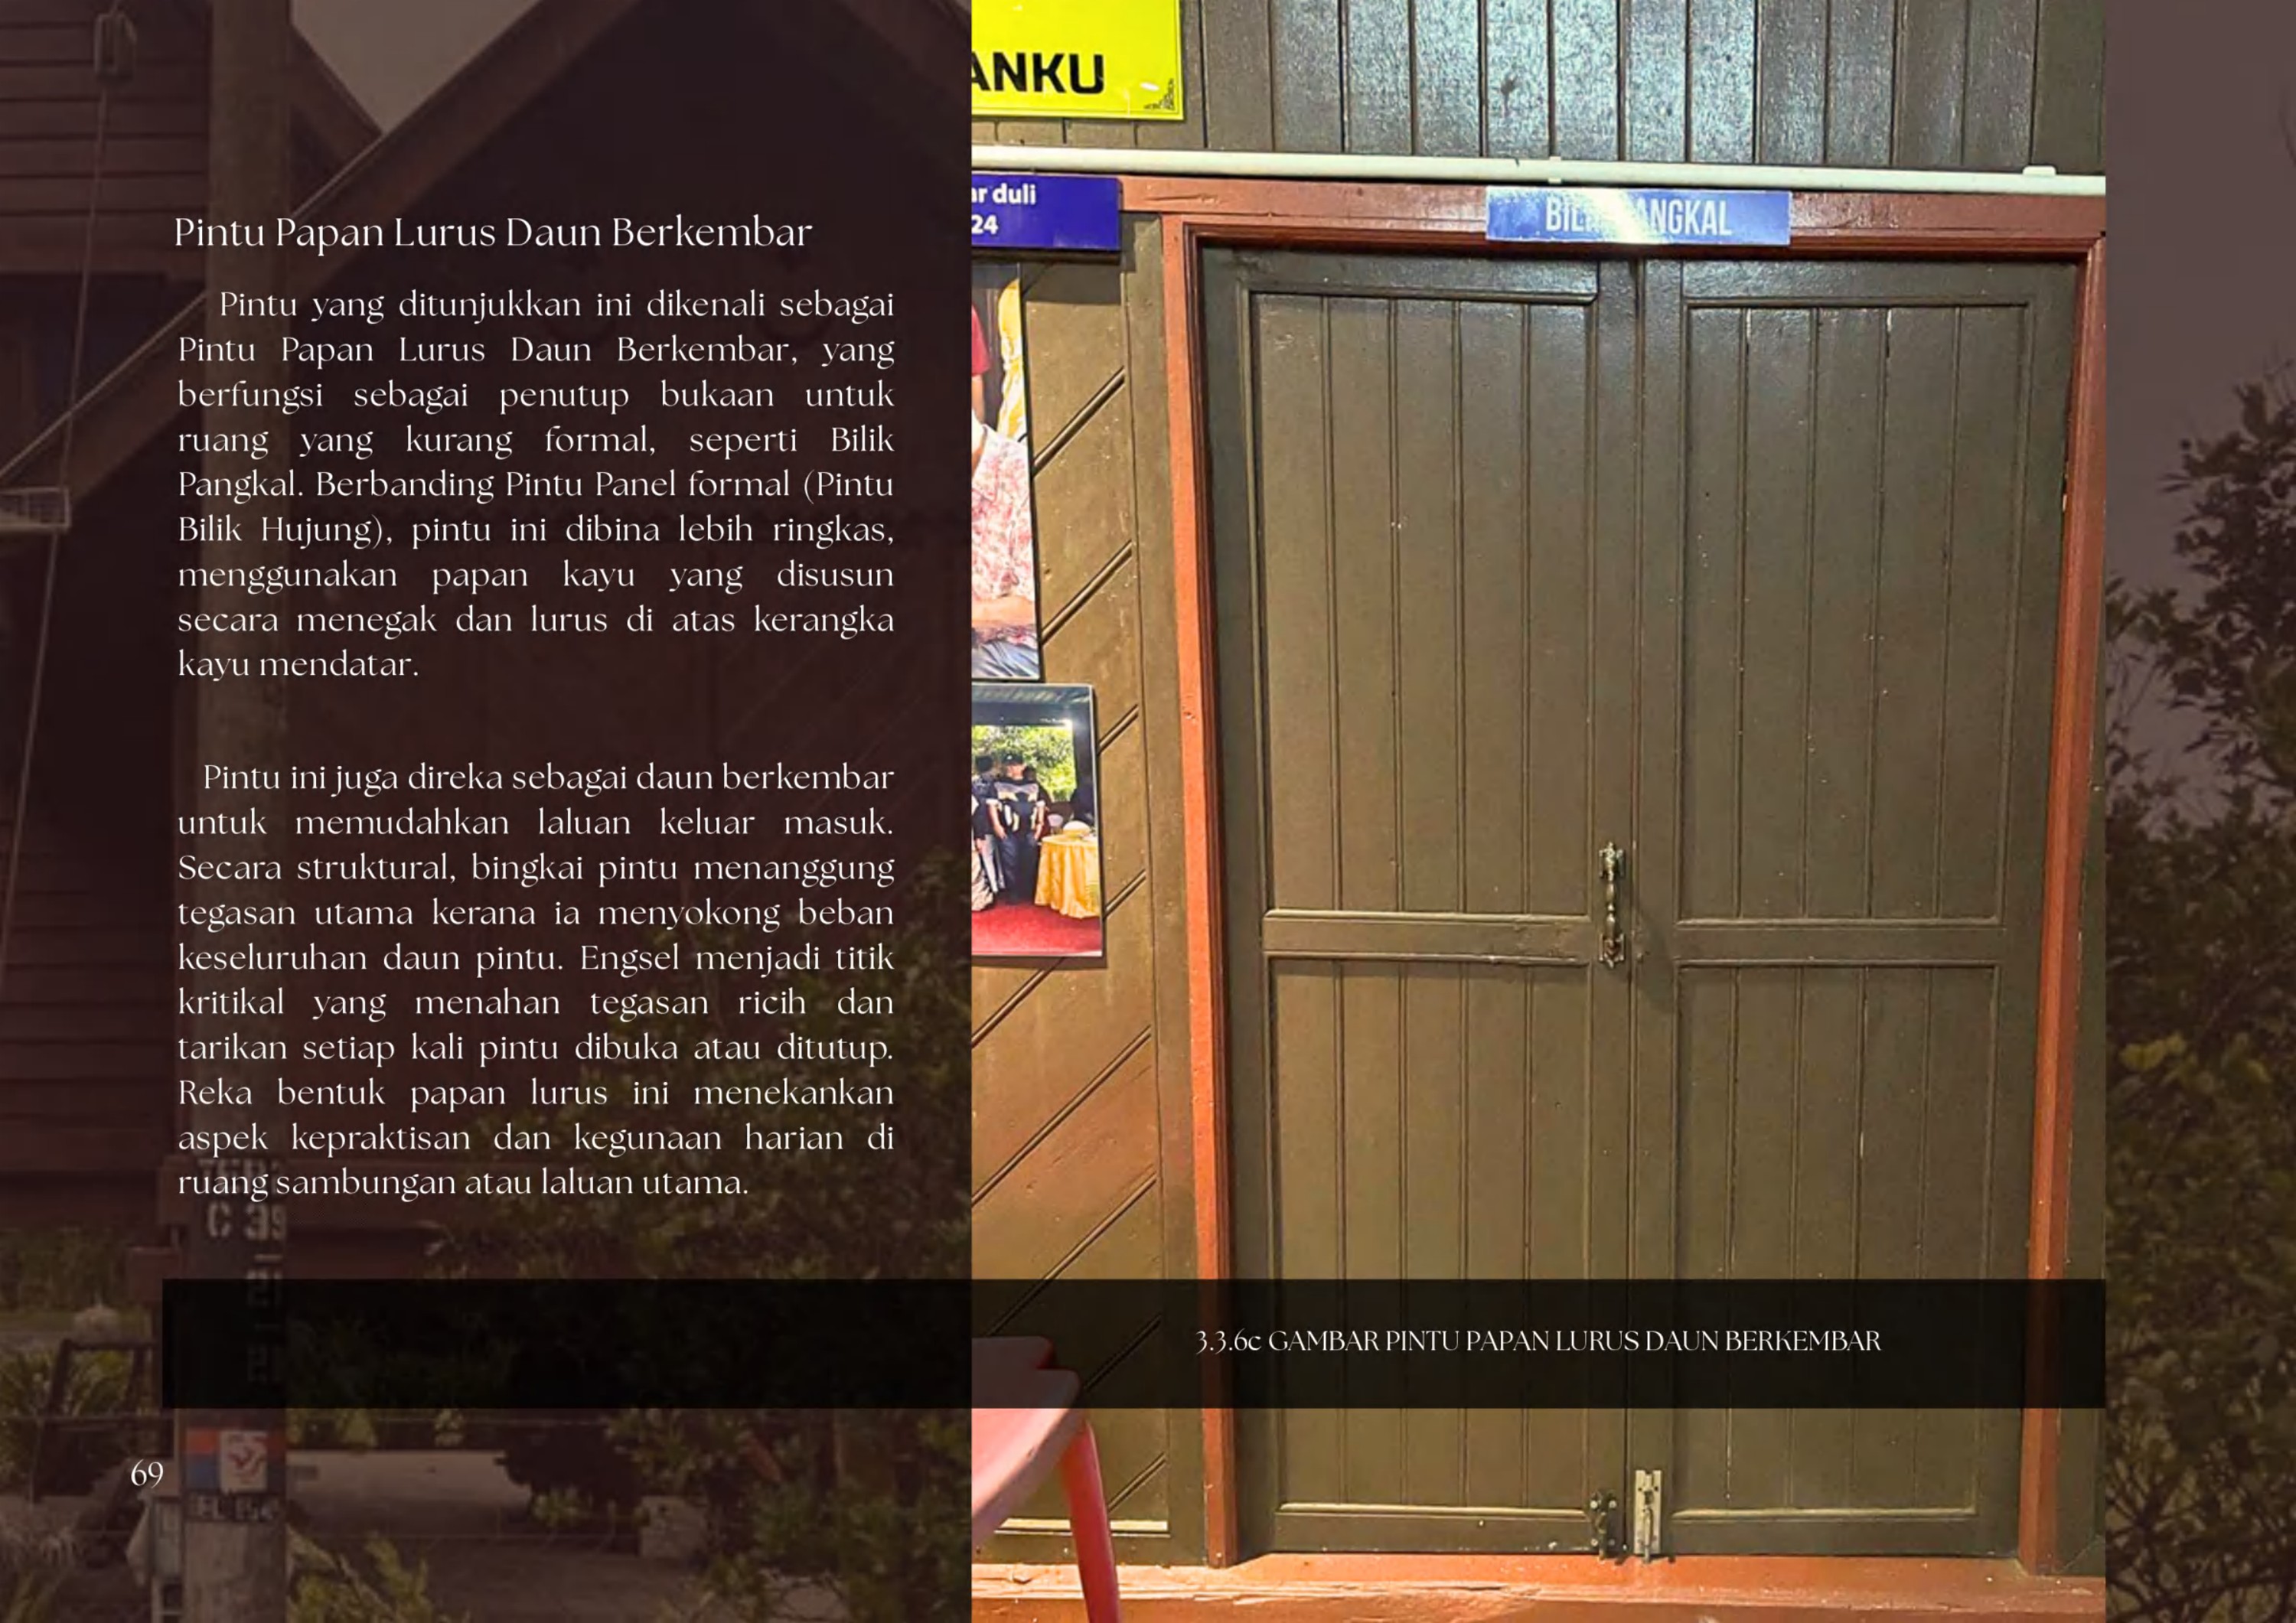 Pintu Papan Lurus Daun Berkembar
Pintu yang ditunjukkan ini dikenali sebagai
Pintu Papan Lurus Daun Berkembar, yang
berfungsi sebagai penutup bukaan untuk
ruang yang kurang formal, seperti Bilik
Pangkal. Berbanding Pintu Panel formal (Pintu
Bilik Hujung), pintu ini dibina lebih ringkas,
menggunakan papan kayu yang disusun
secara menegak dan lurus di atas kerangka
kayu mendatar.
Pintu ini juga direka sebagai daun berkembar
untuk memudahkan laluan keluar masuk.
Secara struktural, bingkai pintu menanggung
tegasan utama kerana ia menyokong beban
keseluruhan daun pintu. Engsel menjadi titik
kritikal yang menahan tegasan ricih dan
tarikan setiap kali pintu dibuka atau ditutup.
Reka bentuk papan lurus ini menekankan
aspek kepraktisan dan kegunaan harian di
ruang sambungan atau laluan utama.
C 39
69
ANKU
ar duli
24
3.3.6c GAMBAR PINTU PAPAN LURUS DAUN BERKEMBAR